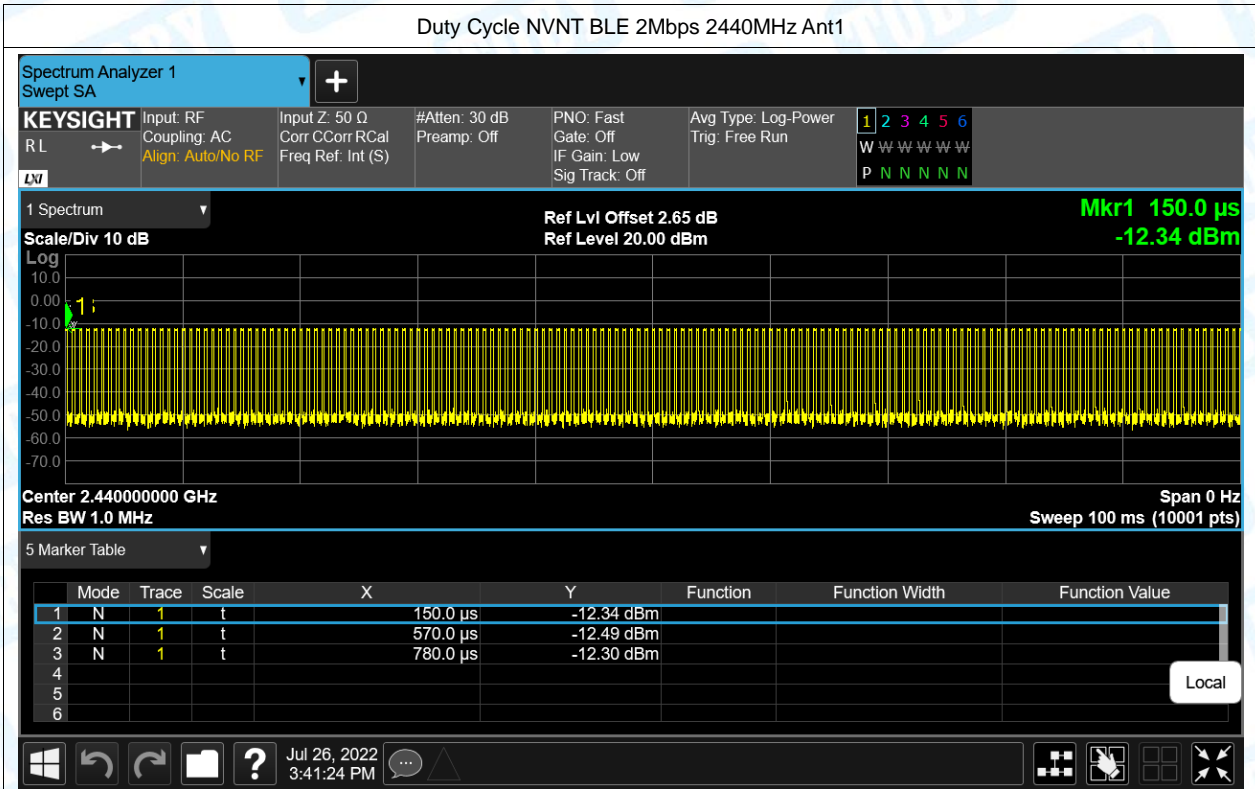 Duty Cycle NVNT BLE 2Mbps 2440MHz Ant1
Spectrum Analyzer 1
Swept SA
KEYSIGHT
RL
LXI
Input: RF
Coupling: AC
Align: Auto/No RF
Input Z: 50 Ω
Corr CCorr RCal
Freq Ref: Int (S)
#Atten: 30 dB
Preamp: Off
PNO: Fast
Gate: Off
IF Gain: Low
Sig Track: Off
Avg Type: Log-Power
Trig: Free Run
1 2 3 4 5 6
W W W W W W
P N N N N N
1 Spectrum
Scale/Div 10 dB
Ref Lvl Offset 2.65 dB
Ref Level 20.00 dBm
Mkr1 150.0 µs
-12.34 dBm
Log
10.0
0.00
-10.0
-20.0
-30.0
-40.0
-50.0
-60.0
-70.0
1
Center 2.440000000 GHz
Res BW 1.0 MHz
Span 0 Hz
Sweep 100 ms (10001 pts)
5 Marker Table
Mode Trace Scale X Y Function Function Width Function Value
1 N 1 t 150.0 µs -12.34 dBm
2 N 1 t 570.0 µs -12.49 dBm
3 N 1 t 780.0 µs -12.30 dBm
4
5
6
Local
?
Jul 26, 2022
3:41:24 PM